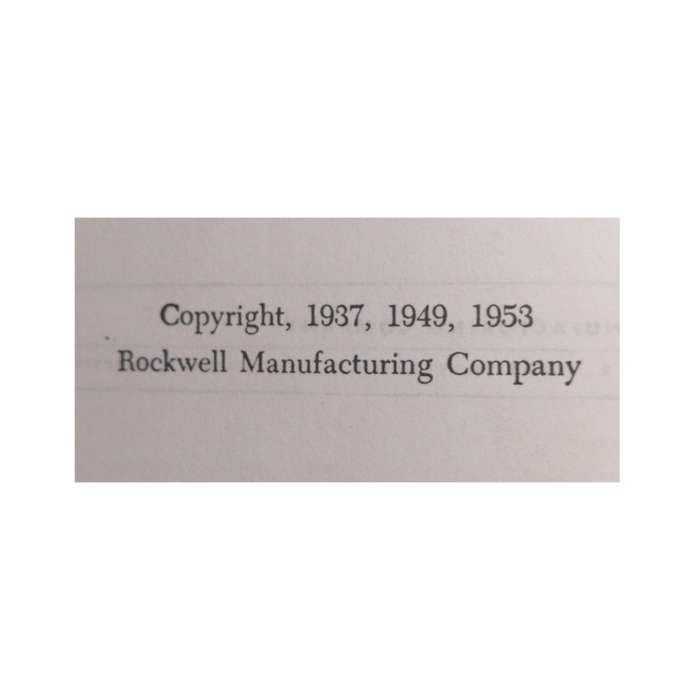 Copyright, 1937, 1949, 1953
Rockwell Manufacturing Company